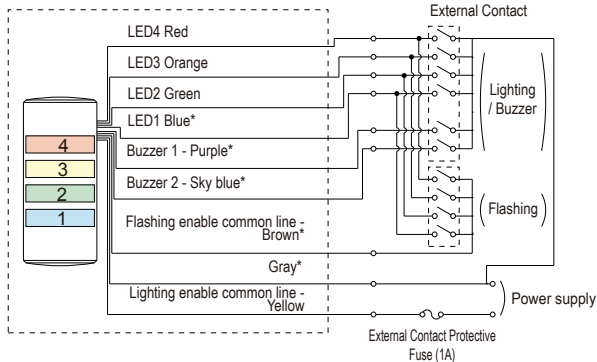 External Contact
LED4 Red
LED3 Orange
LED2 Green
LED1 Blue*
Lighting
/ Buzzer
4
3
2
1
Buzzer 1 - Purple*
Buzzer 2 - Sky blue*
Flashing enable common line -
Brown*
Flashing
Gray*
Lighting enable common line -
Yellow
Power supply
External Contact Protective
Fuse (1A)